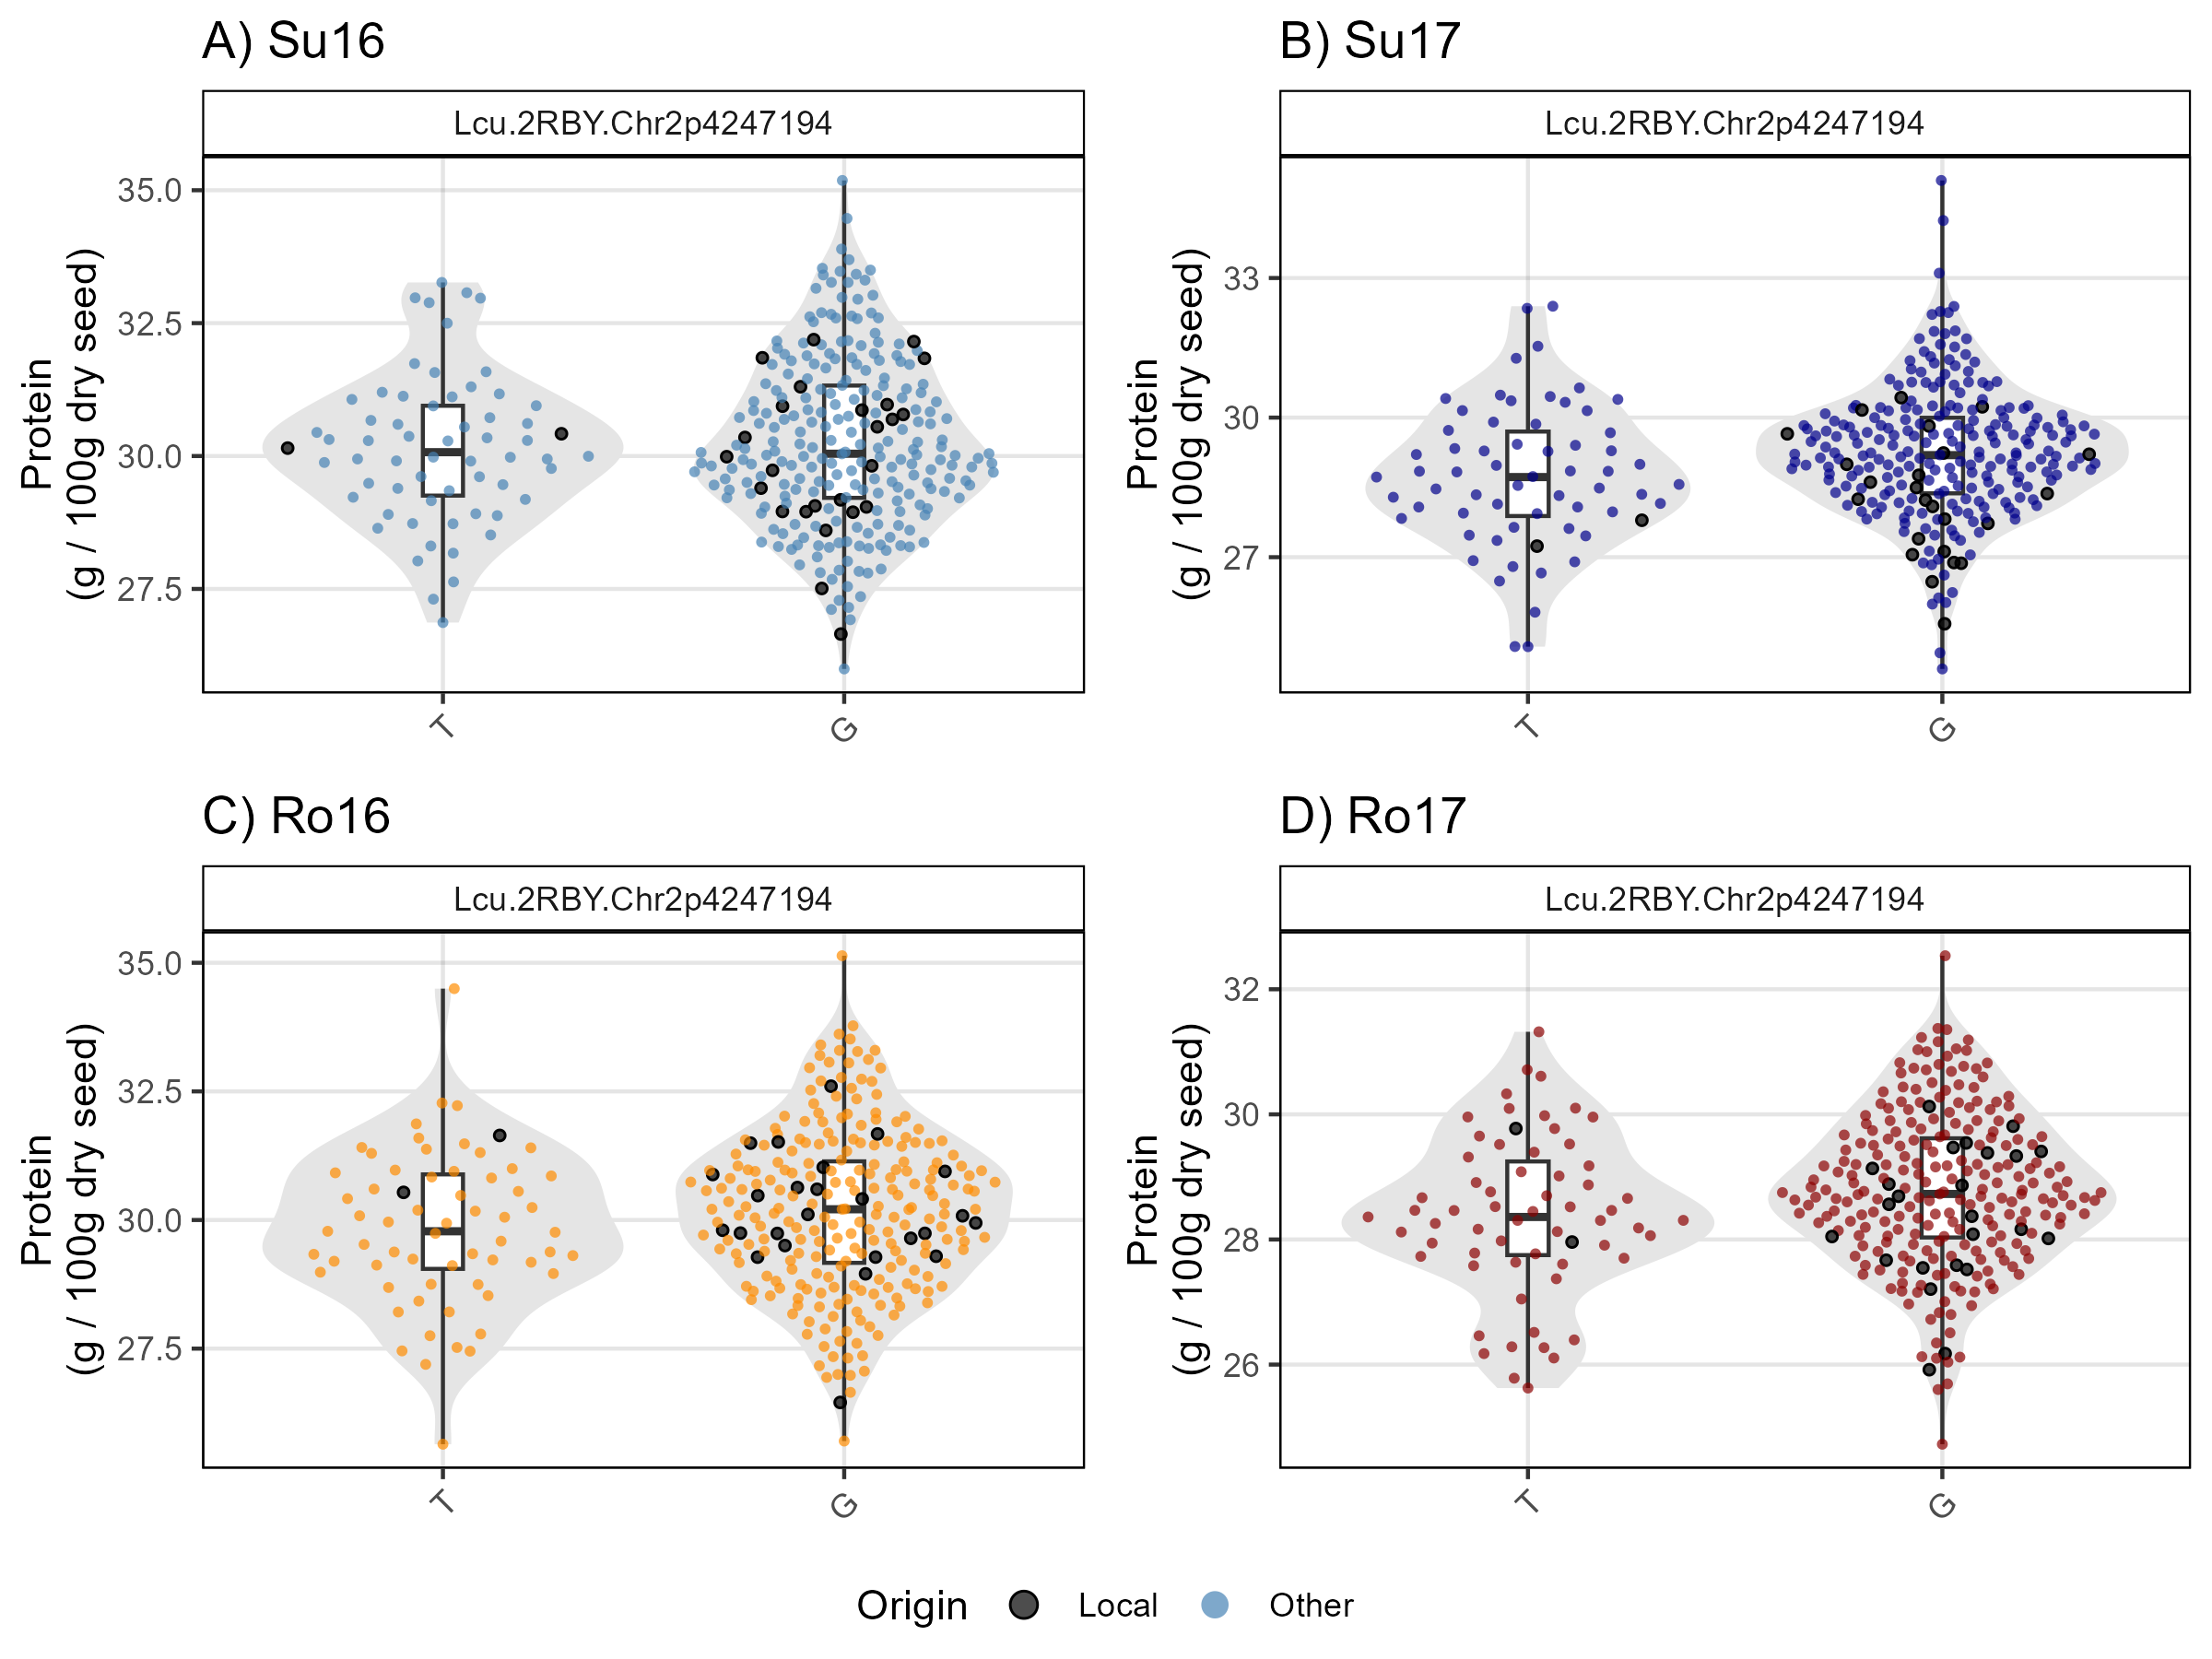 A) Su16
Lcu.2RBY.Chr2p4247194
Protein
(g / 100g dry seed)
35.0
32.5
30.0
27.5
T
G
B) Su17
Lcu.2RBY.Chr2p4247194
Protein
(g / 100g dry seed)
33
30
27
T
G
C) Ro16
Lcu.2RBY.Chr2p4247194
Protein
(g / 100g dry seed)
35.0
32.5
30.0
27.5
T
G
D) Ro17
Lcu.2RBY.Chr2p4247194
Protein
(g / 100g dry seed)
32
30
28
26
T
G
Origin Local Other